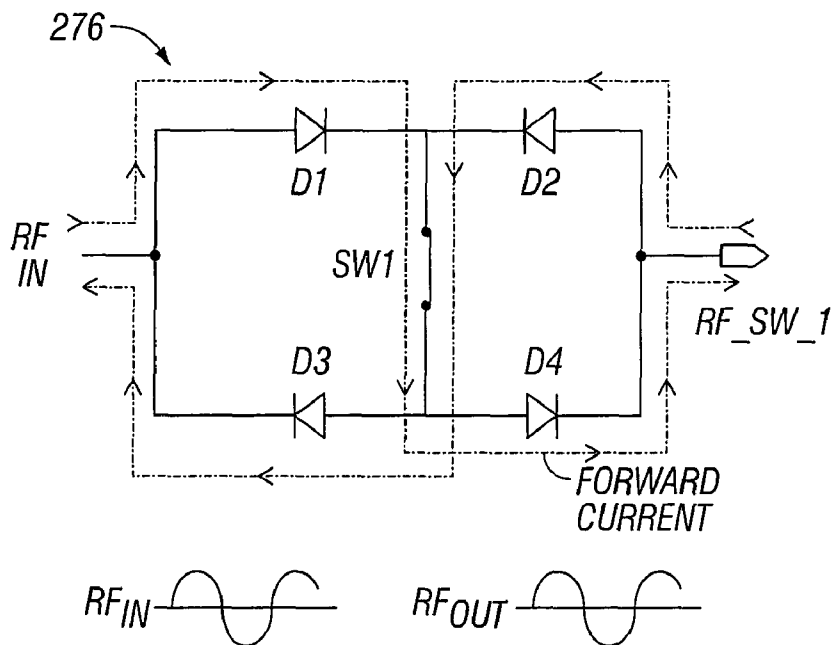 276
D1
D2
RF
IN
SW1
RF_SW_1
D3
D4
FORWARD
CURRENT
RFIN
RFOUT